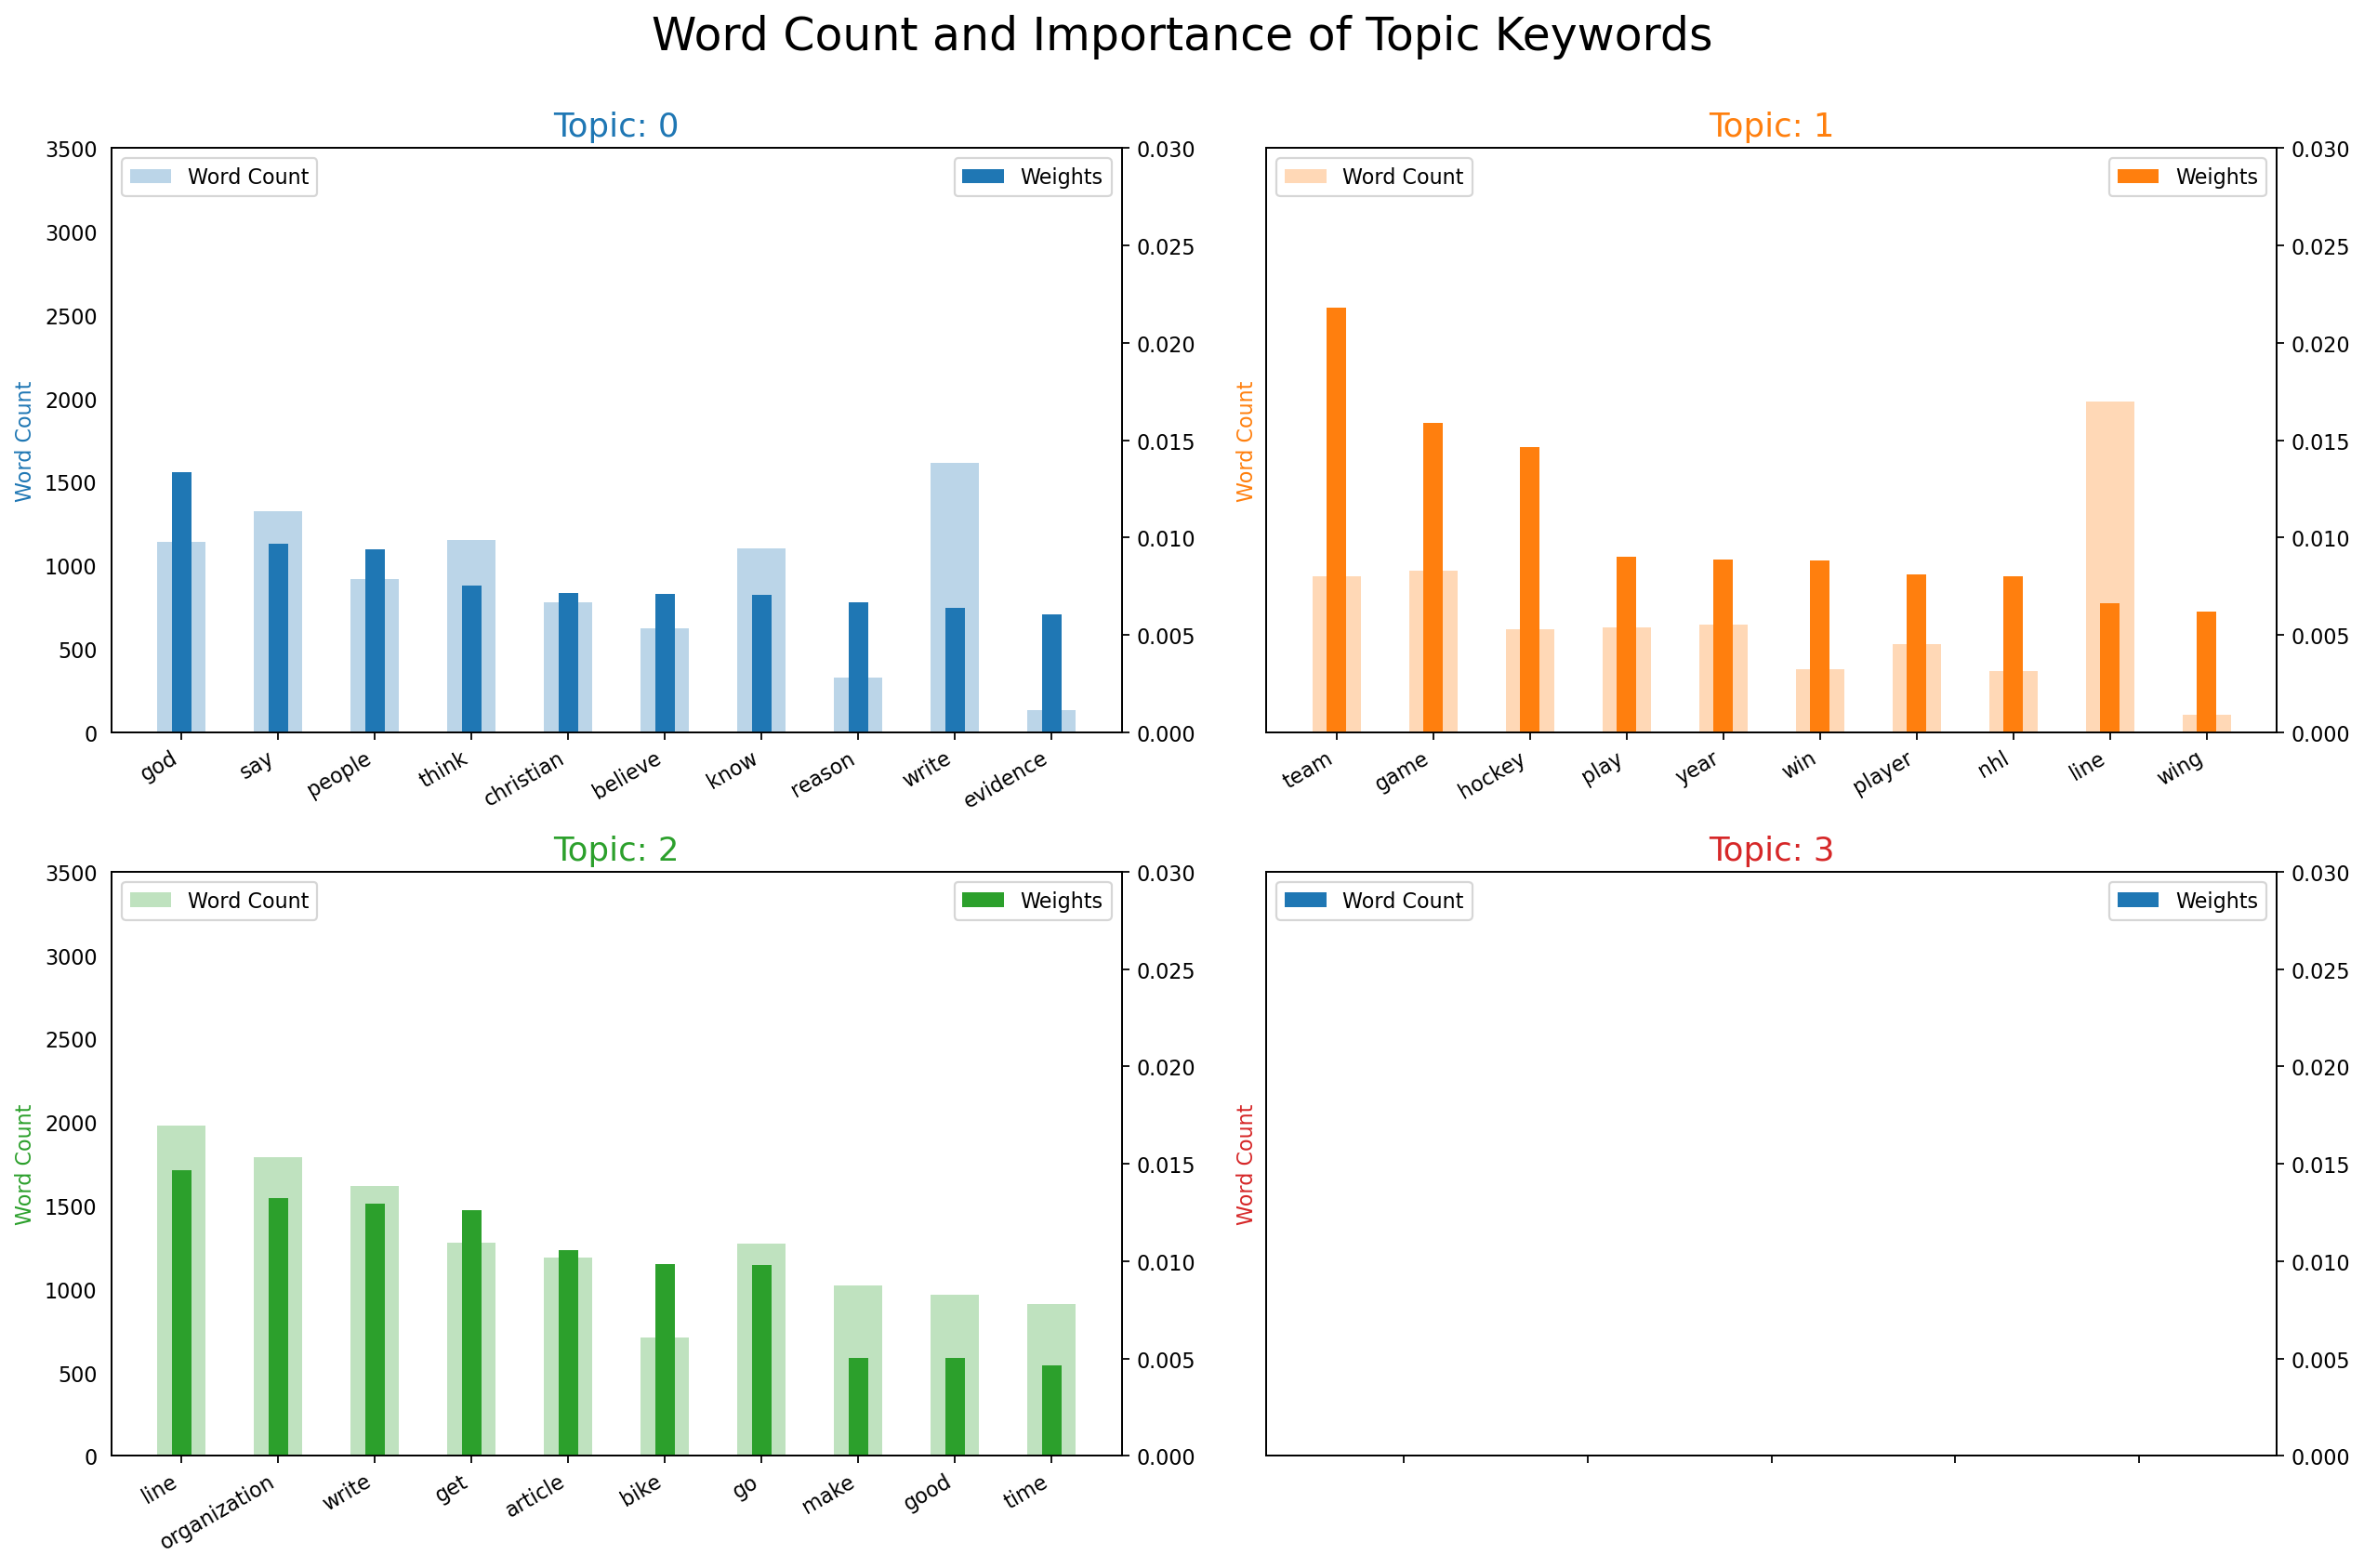 Word Count and Importance of Topic Keywords
Topic: 0
Word Count
Weights
3500
3000
2500
2000
1500
1000
500
0
Word Count
0.030
0.025
0.020
0.015
0.010
0.005
0.000
god
say
people
think
christian
believe
know
reason
write
evidence
Topic: 1
Word Count
Weights
Word Count
0.030
0.025
0.020
0.015
0.010
0.005
0.000
team
game
hockey
play
year
win
player
nhl
line
wing
Topic: 2
Word Count
Weights
3500
3000
2500
2000
1500
1000
500
0
Word Count
0.030
0.025
0.020
0.015
0.010
0.005
0.000
line
organization
write
get
article
bike
go
make
good
time
Topic: 3
Word Count
Weights
Word Count
0.030
0.025
0.020
0.015
0.010
0.005
0.000